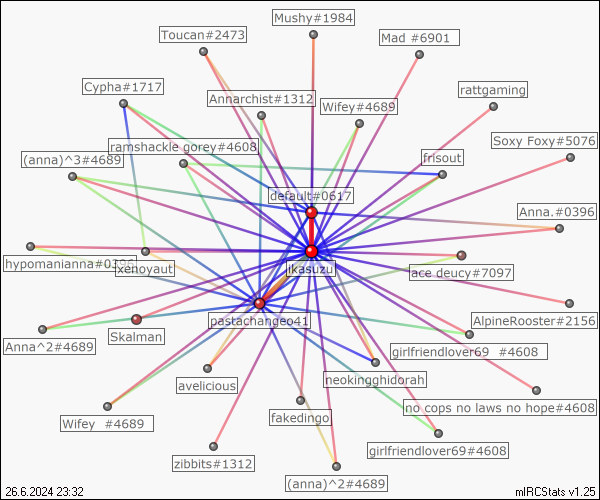 Mushy#1984
Toucan#2473
Mad #6901
Cypha#1717
rattgaming
Annarchist#1312
Wifey#4689
Soxy Foxy#5076
ramshackle gorey#4608
(anna)^3#4689
frisout
default#0617
Anna.#0396
hypomanianna#0396
xenoyaut
ikasuzu
ace deucy#7097
AlpineRooster#2156
pastachangeo41
Skalman
Anna^2#4689
girlfriendlover69 #4608
avelicious
neokingghidorah
no cops no laws no hope#4608
fakedingo
Wifey #4689
girlfriendlover69#4608
zibbits#1312
(anna)^2#4689
26.6.2024 23:32
mIRCStats v1.25